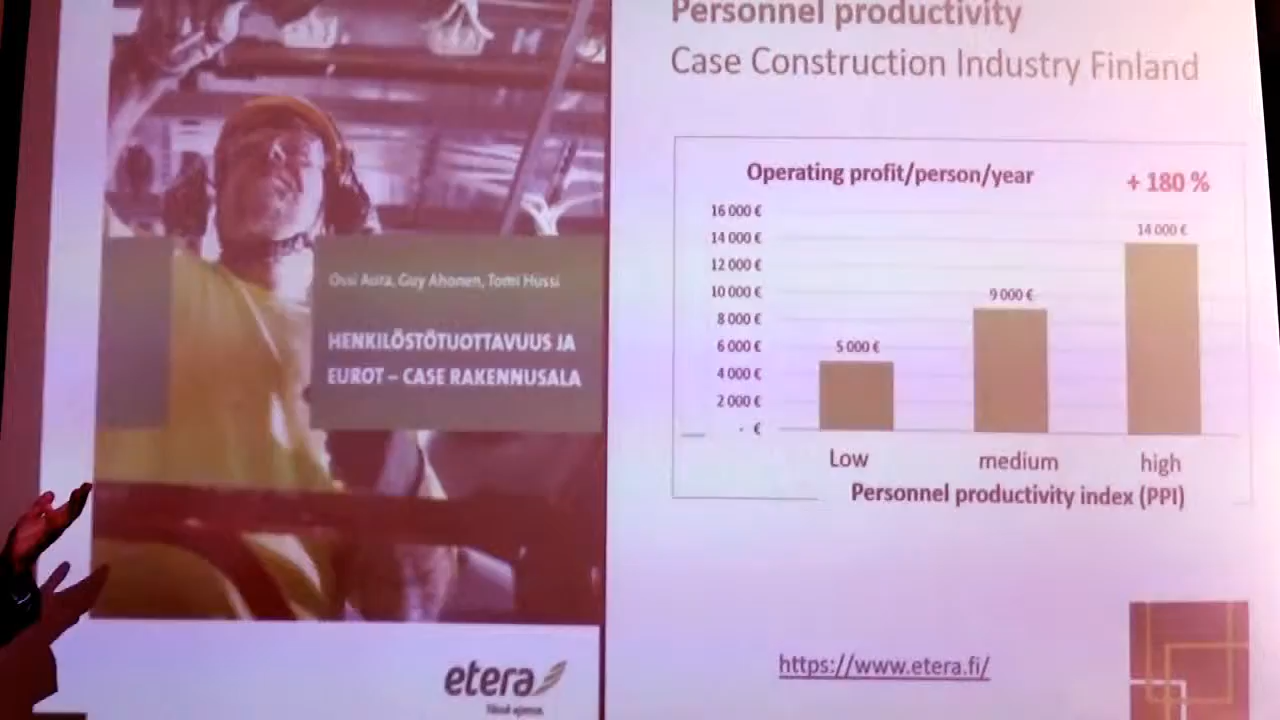 Ossi Aura, Guy Ahonen, Tomi Hussi
HENKILÖSTÖTUOTTAVUUS JA
EUROT – CASE RAKENNUSALA
etera
Personnel productivity
Case Construction Industry Finland
Operating profit/person/year
+ 180 %
16 000 €
14 000 €
12 000 €
10 000 €
8 000 €
6 000 €
4 000 €
2 000 €
- €
5 000 €
9 000 €
14 000 €
Low medium high
Personnel productivity index (PPI)
https://www.etera.fi/